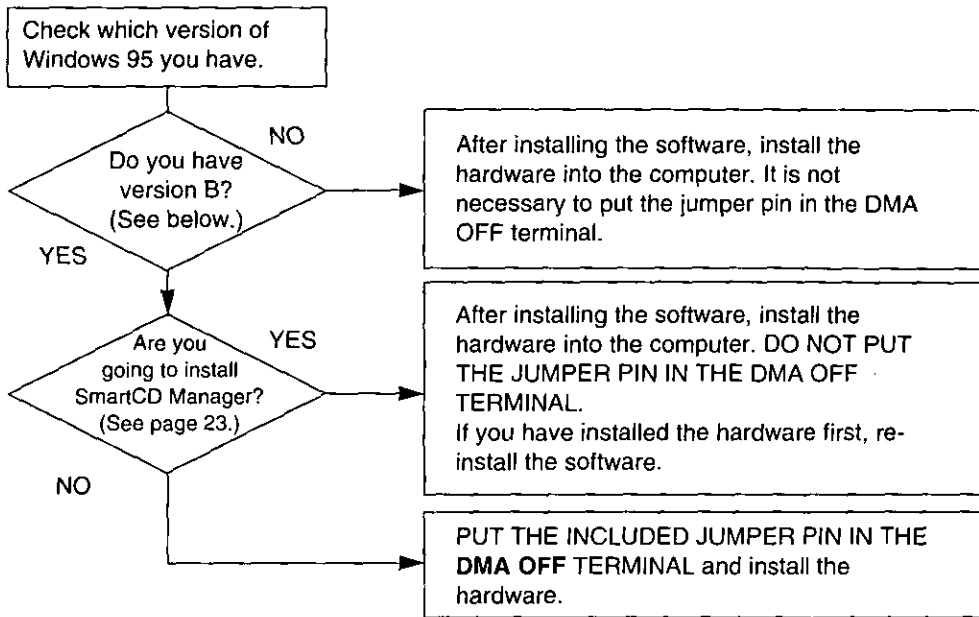 Check which version of
Windows 95 you have.
NO
Do you have
version B?
(See below.)
YES
After installing the software, install the
hardware into the computer. It is not
necessary to put the jumper pin in the DMA
OFF terminal.
Are you
going to install
SmartCD Manager?
(See page 23.)
YES
NO
After installing the software, install the
hardware into the computer. DO NOT PUT
THE JUMPER PIN IN THE DMA OFF
TERMINAL.
If you have installed the hardware first, re-
install the software.
PUT THE INCLUDED JUMPER PIN IN THE
DMA OFF TERMINAL and install the
hardware.